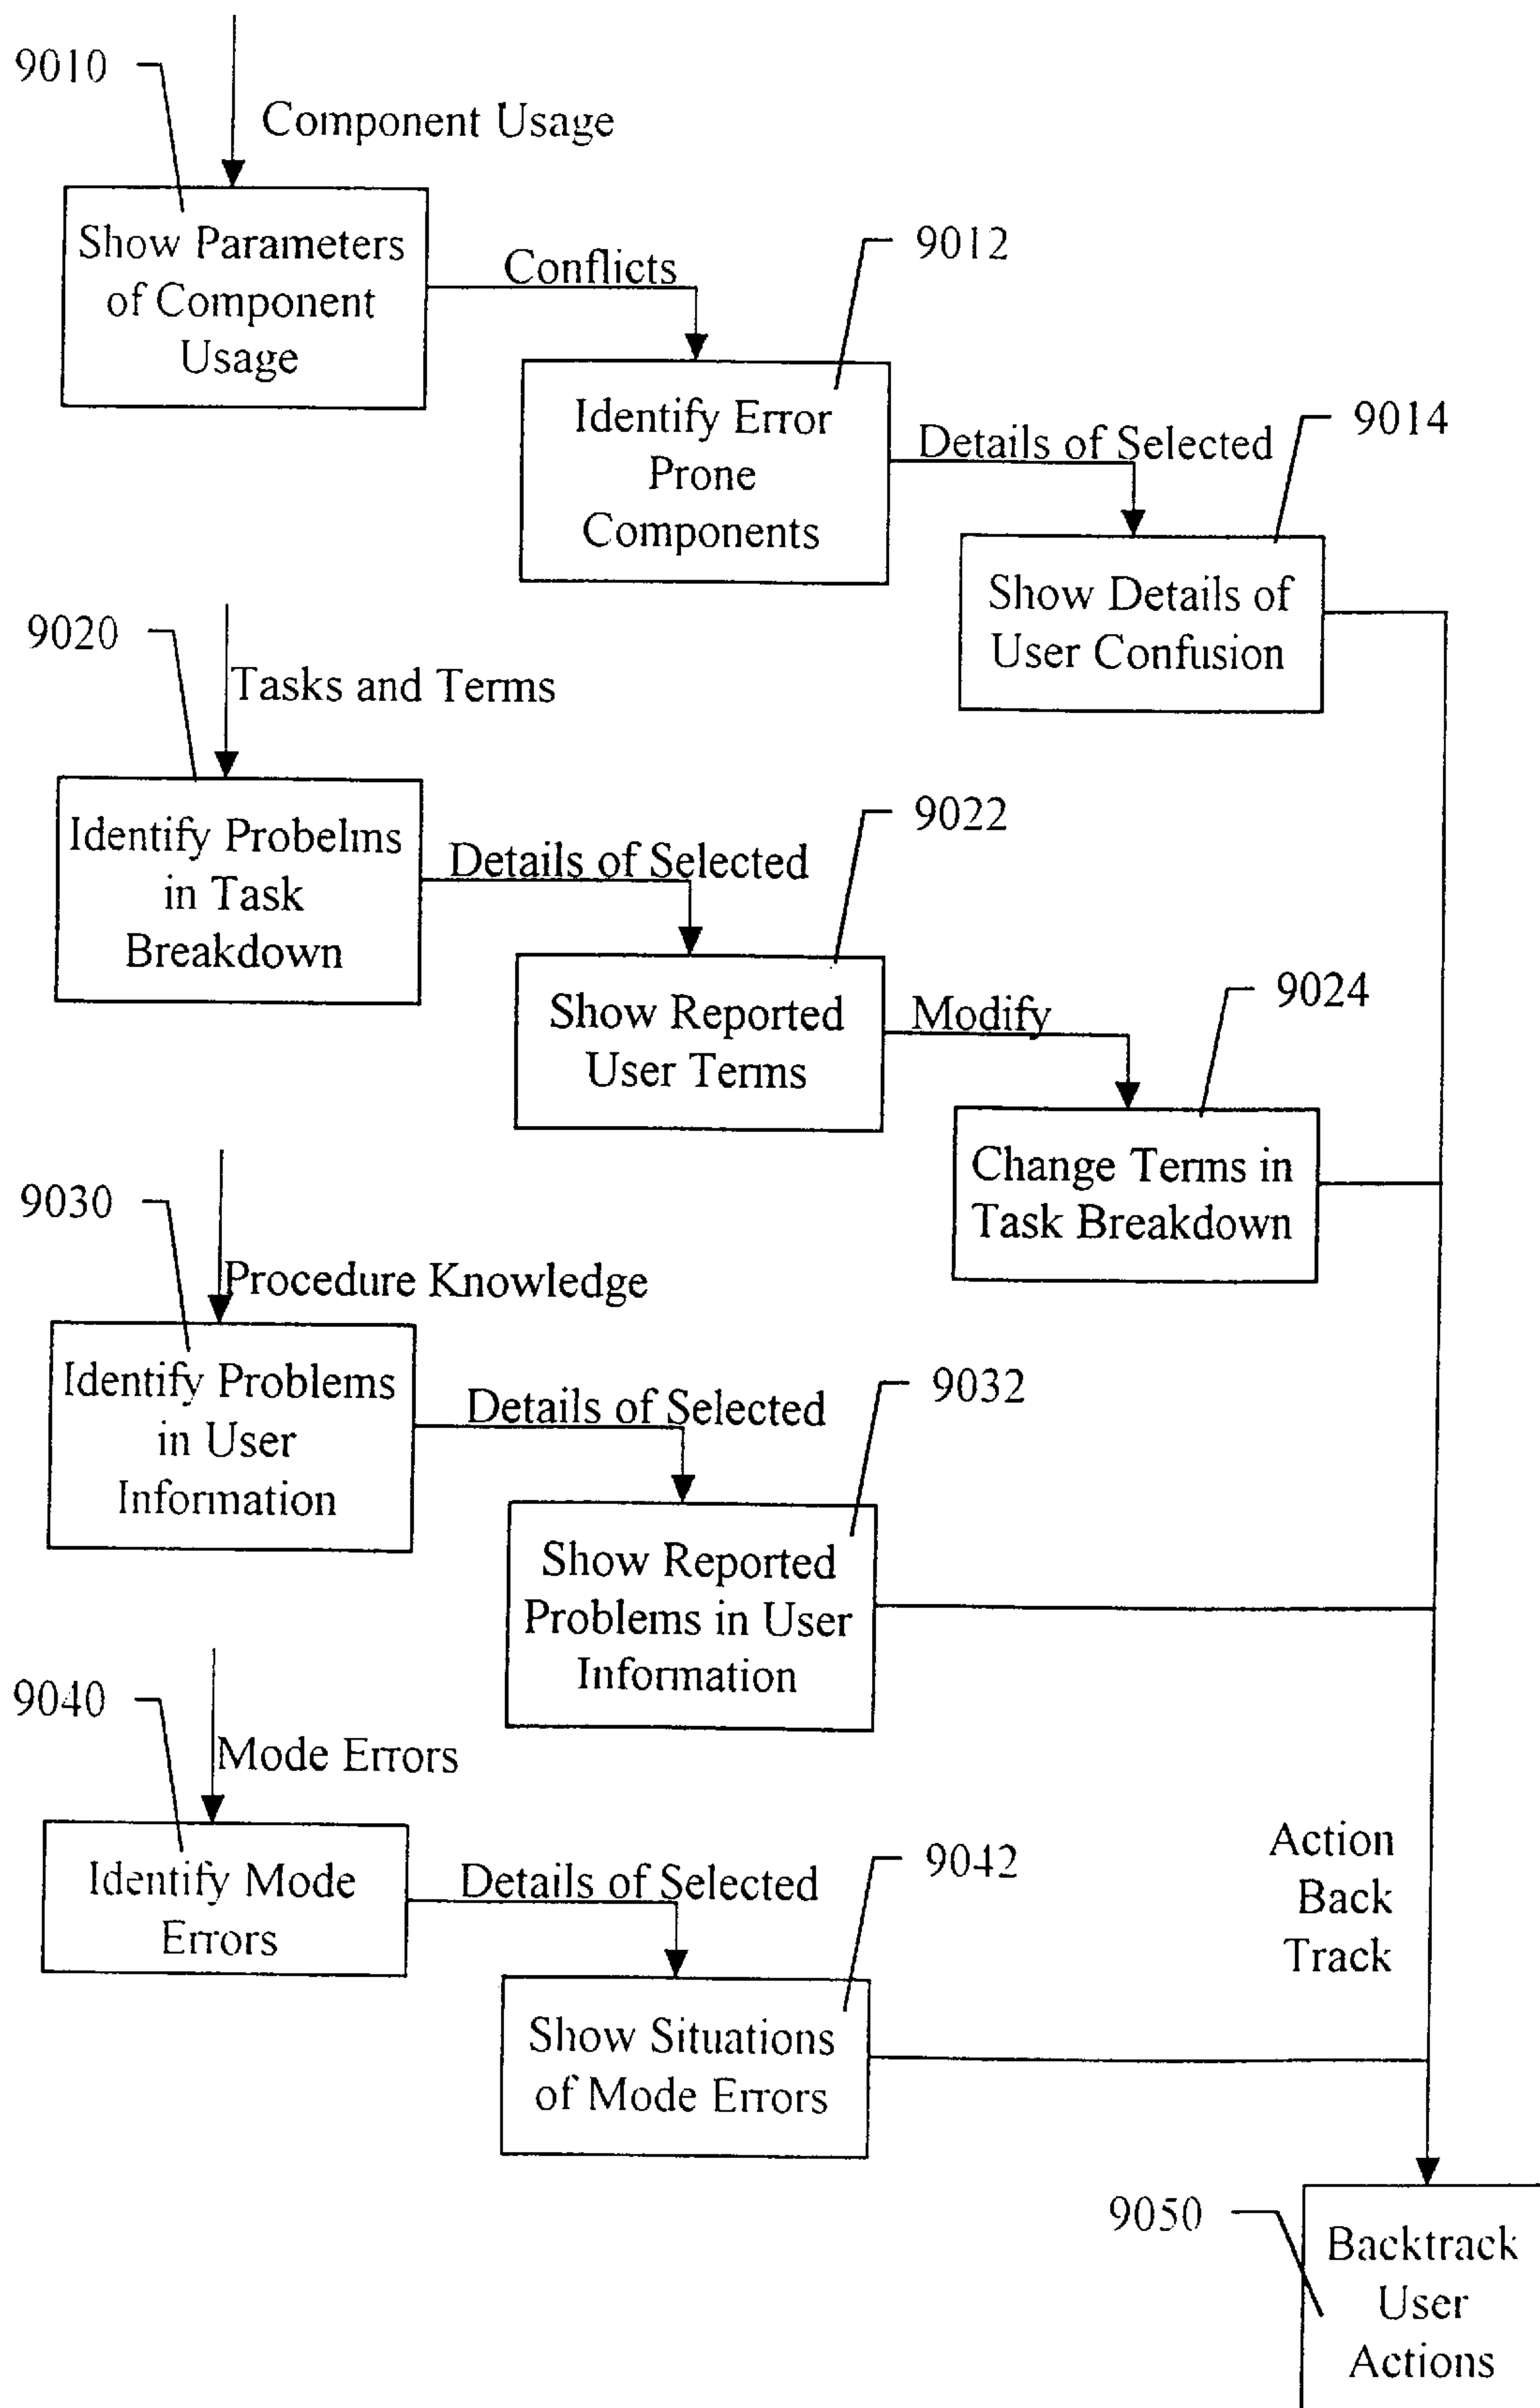 9010
Component Usage
Show Parameters
of Component
Usage
Conflicts
9012
Identify Error
Prone
Components
Details of Selected
9014
Show Details of
User Confusion
9020
Tasks and Terms
Identify Probelms
in Task
Breakdown
Details of Selected
9022
Show Reported
User Terms
Modify
9024
Change Terms in
Task Breakdown
9030
Procedure Knowledge
Identify Problems
in User
Information
Details of Selected
9032
Show Reported
Problems in User
Information
9040
Mode Errors
Identify Mode
Errors
Details of Selected
9042
Show Situations
of Mode Errors
Action
Back
Track
9050
Backtrack
User
Actions